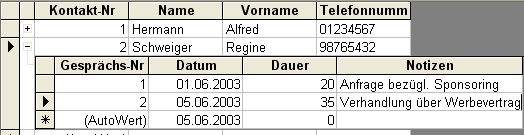 Kontakt-Nr Name Vorname Telefonnumm
1 Hermann Alfred 01234567
2 Schweiger Regine 98765432
Gesprächs-Nr Datum Dauer Notizen
1 01.06.2003 20 Anfrage bezügl. Sponsoring
2 05.06.2003 35 Verhandlung über Werbevertrag
(AutoWert) 05.06.2003 0